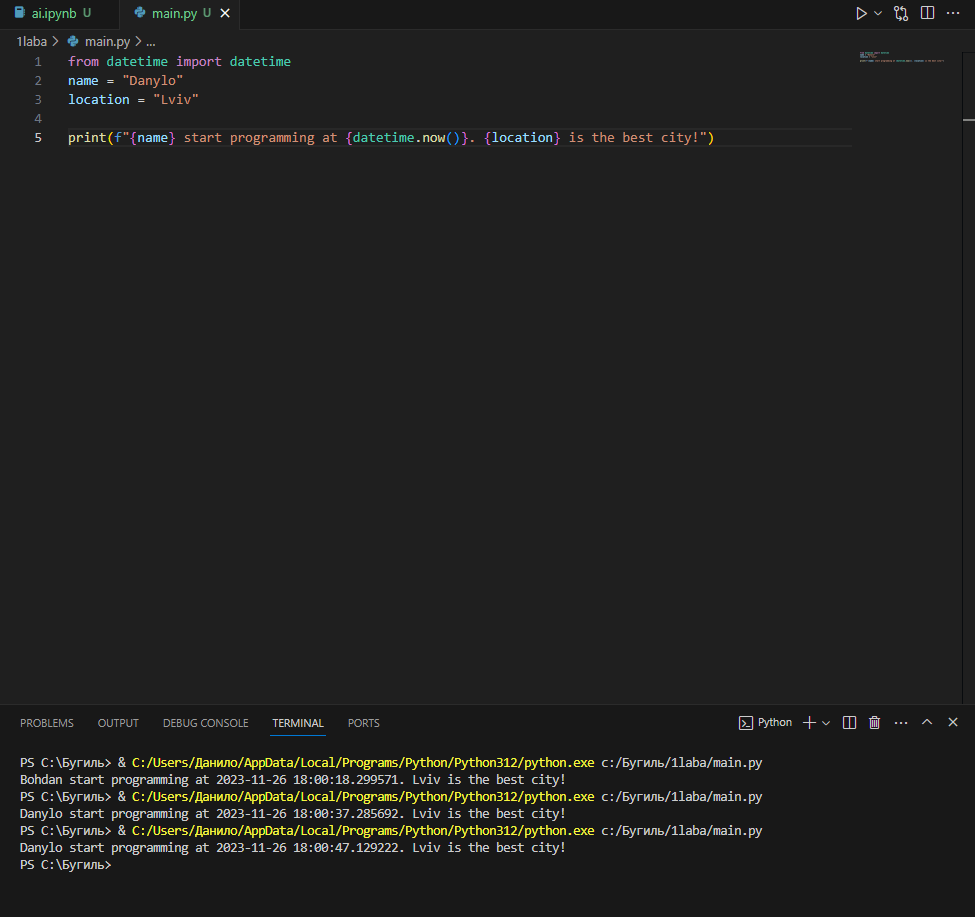 ai.ipynb U main.py U
1laba > main.py > ...
1 from datetime import datetime
2 name = "Danylo"
3 location = "Lviv"
4
5 print(f"{name} start programming at {datetime.now()}. {location} is the best city!")
PROBLEMS OUTPUT DEBUG CONSOLE TERMINAL PORTS Python
PS C:\Бугиль> & C:/Users/Данило/AppData/Local/Programs/Python/Python312/python.exe c:/Бугиль/1laba/main.py
Bohdan start programming at 2023-11-26 18:00:18.299571. Lviv is the best city!
PS C:\Бугиль> & C:/Users/Данило/AppData/Local/Programs/Python/Python312/python.exe c:/Бугиль/1laba/main.py
Danylo start programming at 2023-11-26 18:00:37.285692. Lviv is the best city!
PS C:\Бугиль> & C:/Users/Данило/AppData/Local/Programs/Python/Python312/python.exe c:/Бугиль/1laba/main.py
Danylo start programming at 2023-11-26 18:00:47.129222. Lviv is the best city!
PS C:\Бугиль>